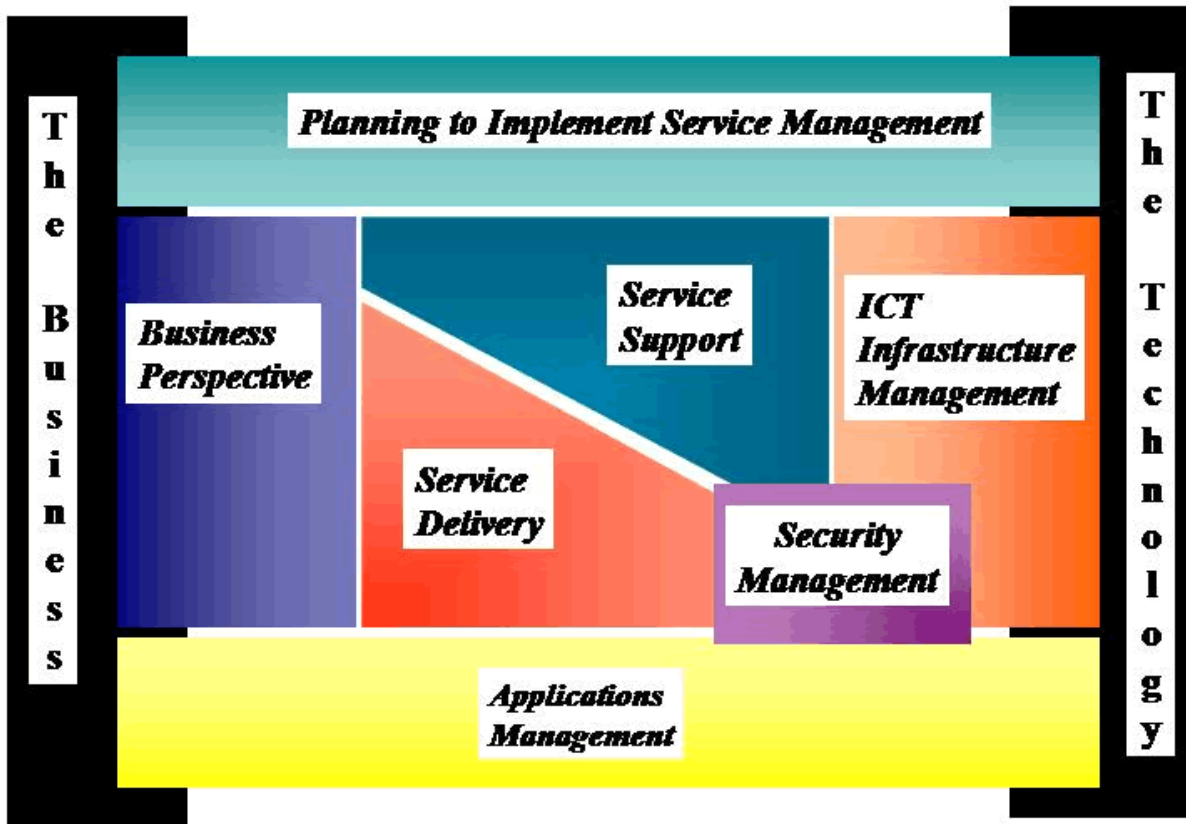 The Business
Planning to Implement Service Management
The Technology
Business
Perspective
Service
Support
ICT
Infrastructure
Management
Service
Delivery
Security
Management
Applications
Management